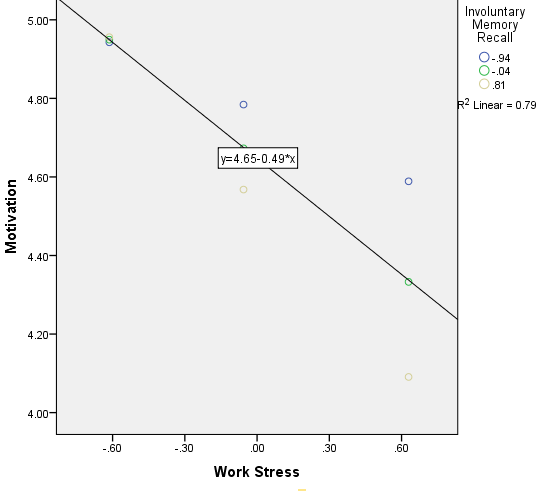 Involuntary
Memory
Recall
-.94
-.04
.81
R2 Linear = 0.79
5.00
4.80
4.60
4.40
4.20
4.00
y=4.65-0.49*x
Motivation
-.60
-.30
.00
.30
.60
Work Stress